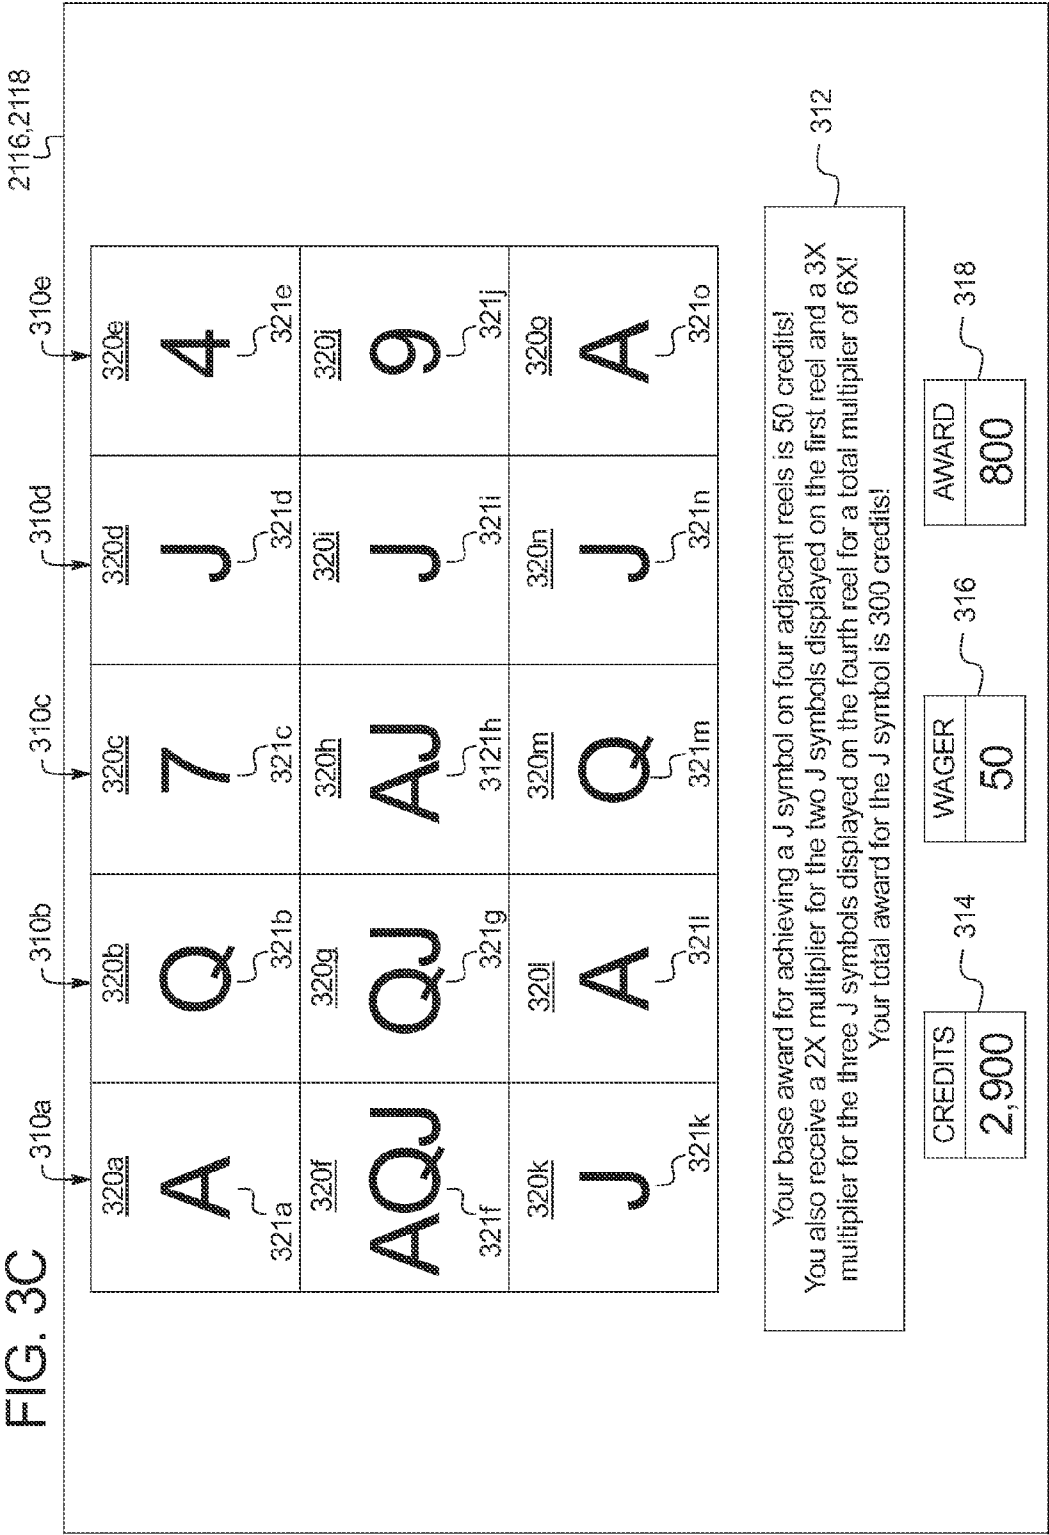 FIG. 3C
2116,2118
310a 310b 310c 310d 310e
320a 320b 320c 320d 320e
A Q 7 J 4
321a 321b 321c 321d 321e
320f 320g 320h 320i 320j
AQJ QJ AJ J 9
321f 321g 3121h 321i 321j
320k 320l 320m 320n 320o
J A Q J A
321k 321l 321m 321n 321o
Your base award for achieving a J symbol on four adjacent reels is 50 credits!
You also receive a 2X multiplier for the two J symbols displayed on the first reel and a 3X
multiplier for the three J symbols displayed on the fourth reel for a total multiplier of 6X!
Your total award for the J symbol is 300 credits!
312
CREDITS WAGER AWARD
2,900 50 800
314 316 318